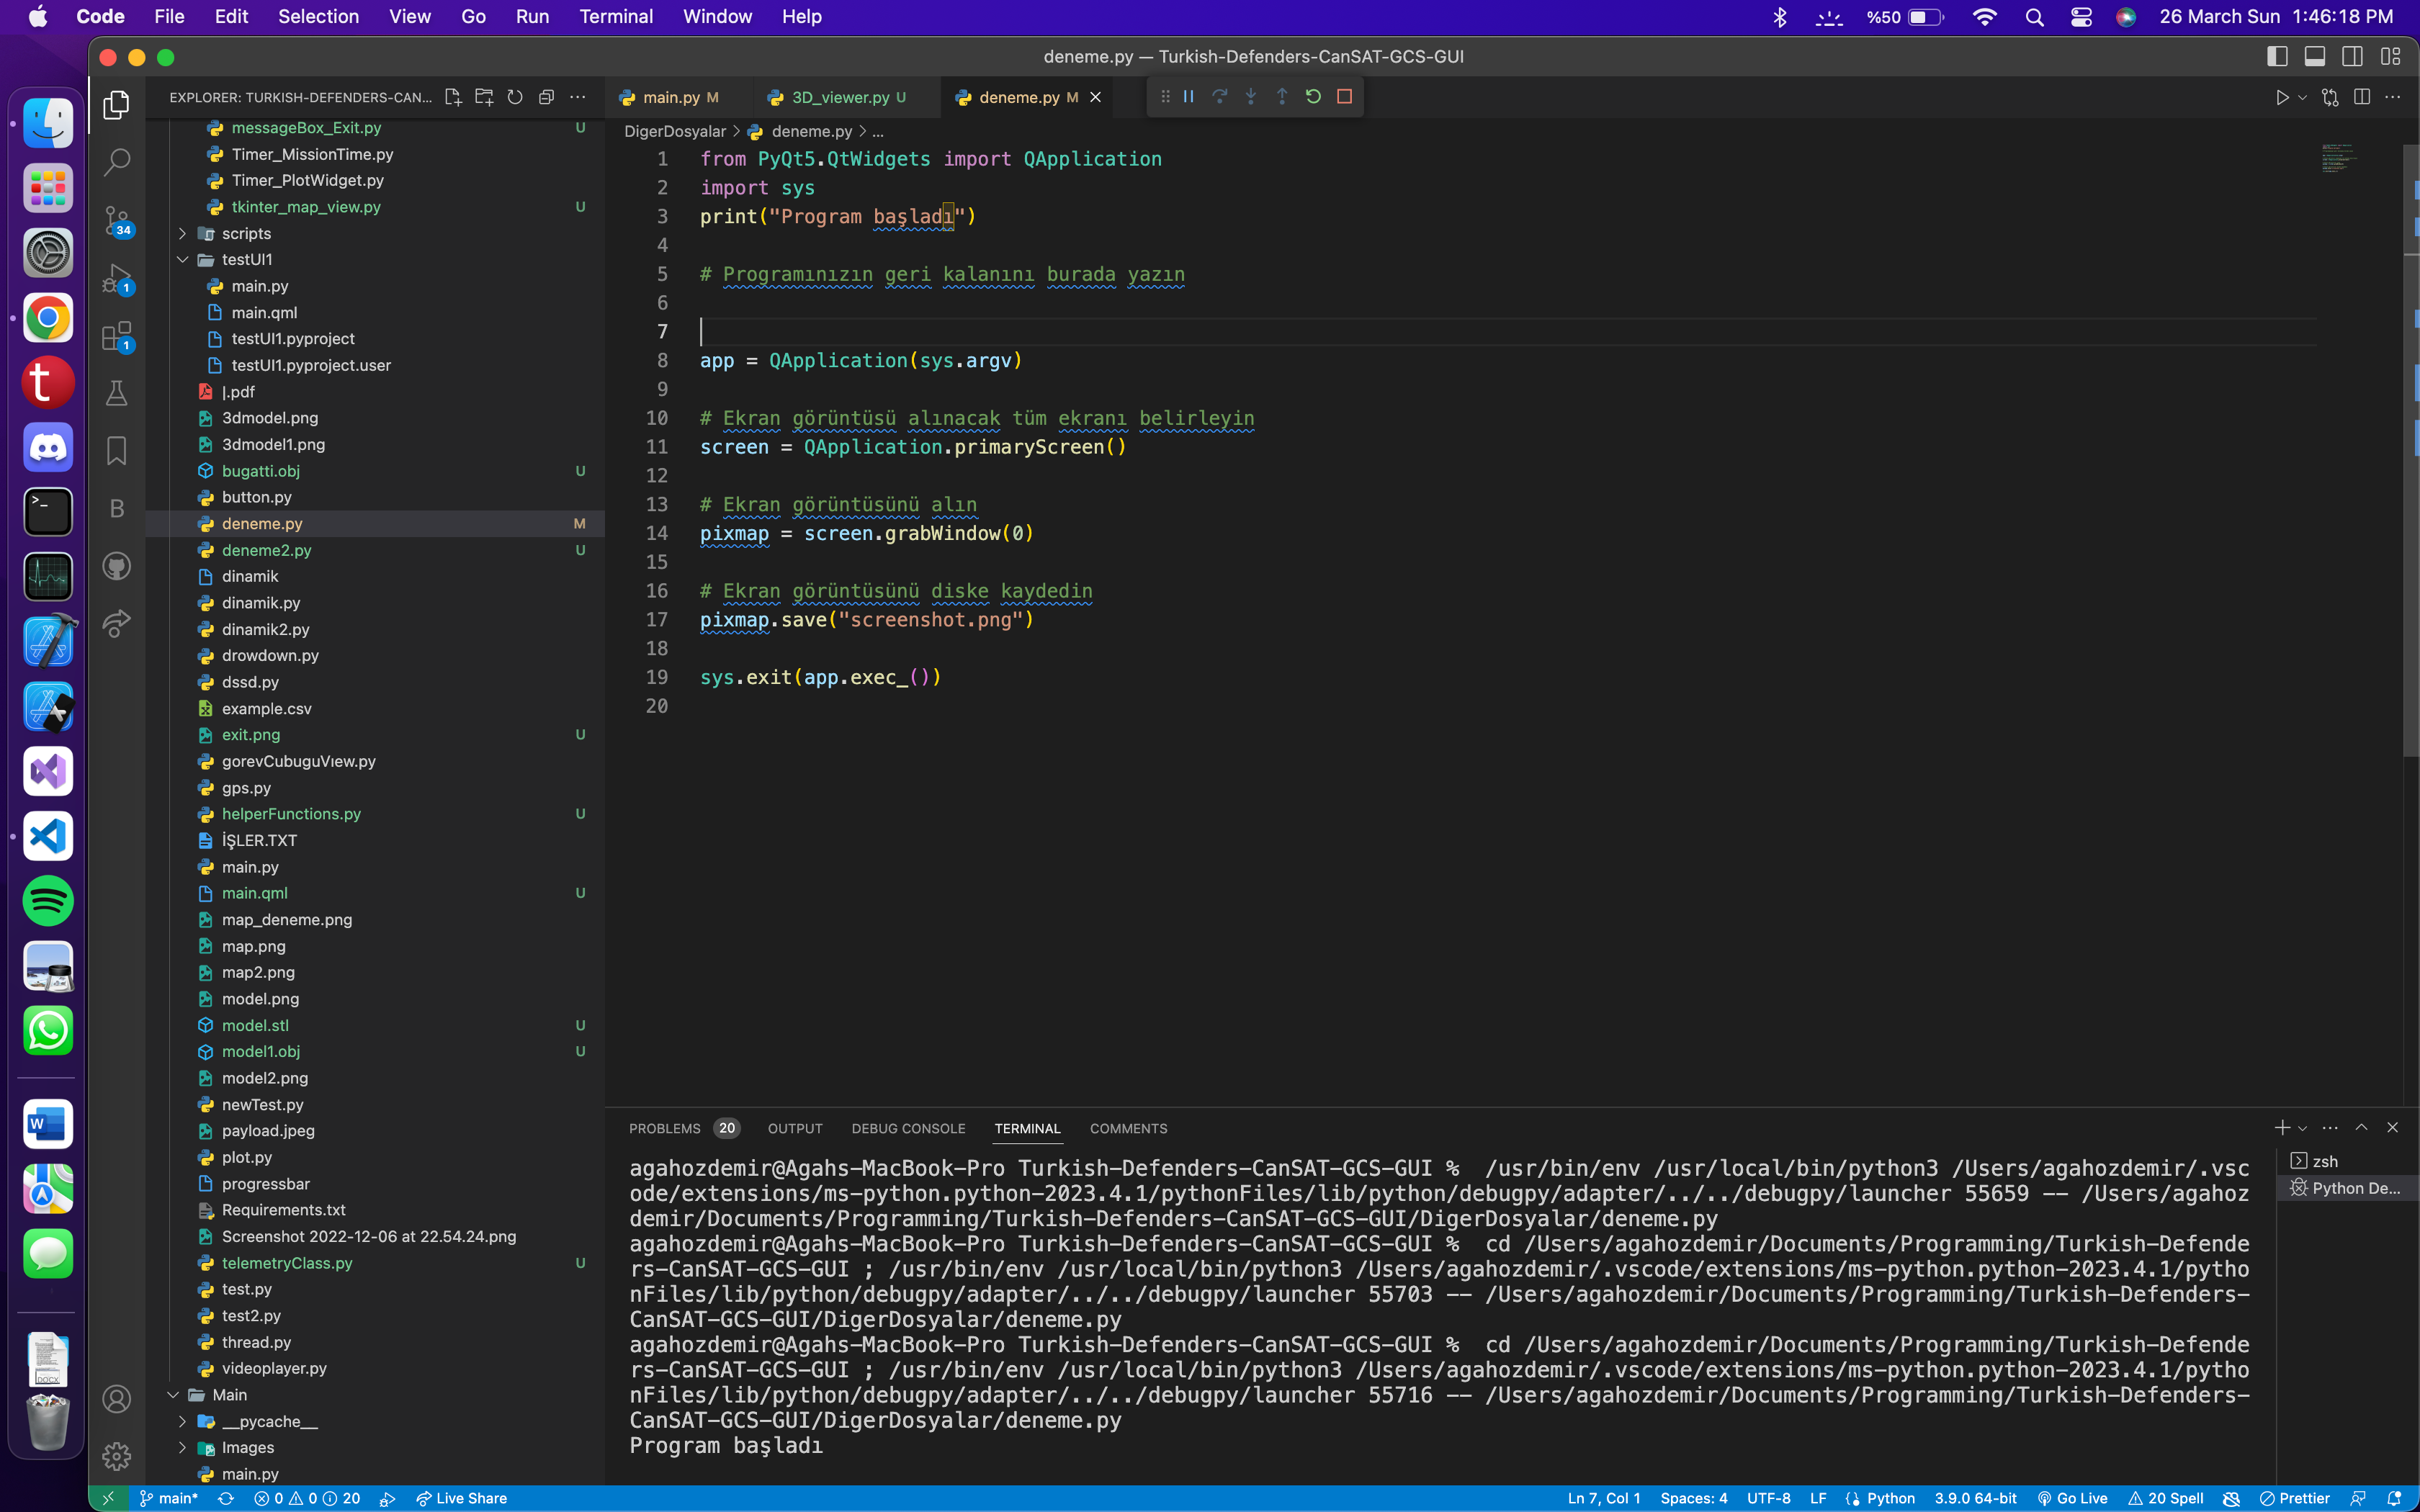 Code File Edit Selection View Go Run Terminal Window Help
%50 26 March Sun 1:46:18 PM
deneme.py — Turkish-Defenders-CanSAT-GCS-GUI
EXPLORER: TURKISH-DEFENDERS-CAN...
main.py M 3D_viewer.py U deneme.py M
DigerDosyalar > deneme.py > ...
messageBox_Exit.py U
Timer_MissionTime.py
Timer_PlotWidget.py
tkinter_map_view.py U
scripts
testUI1
main.py
main.qml
testUI1.pyproject
testUI1.pyproject.user
|.pdf
3dmodel.png
3dmodel1.png
bugatti.obj U
button.py
deneme.py M
deneme2.py U
dinamik
dinamik.py
dinamik2.py
drowdown.py
dssd.py
example.csv
exit.png U
gorevCubuguVıew.py
gps.py
helperFunctions.py U
İŞLER.TXT
main.py
main.qml U
map_deneme.png
map.png
map2.png
model.png
model.stl U
model1.obj U
model2.png
newTest.py
payload.jpeg
plot.py
progressbar
Requirements.txt
Screenshot 2022-12-06 at 22.54.24.png
telemetryClass.py U
test.py
test2.py
thread.py
videoplayer.py
Main
__pycache__
Images
main.py
34
1
1
B
1 from PyQt5.QtWidgets import QApplication
2 import sys
3 print("Program başladı")
4
5 # Programınızın geri kalanını burada yazın
6
7
8 app = QApplication(sys.argv)
9
10 # Ekran görüntüsü alınacak tüm ekranı belirleyin
11 screen = QApplication.primaryScreen()
12
13 # Ekran görüntüsünü alın
14 pixmap = screen.grabWindow(0)
15
16 # Ekran görüntüsünü diske kaydedin
17 pixmap.save("screenshot.png")
18
19 sys.exit(app.exec_())
20
PROBLEMS 20 OUTPUT DEBUG CONSOLE TERMINAL COMMENTS
agahozdemir@Agahs-MacBook-Pro Turkish-Defenders-CanSAT-GCS-GUI %  /usr/bin/env /usr/local/bin/python3 /Users/agahozdemir/.vsc
ode/extensions/ms-python.python-2023.4.1/pythonFiles/lib/python/debugpy/adapter/../../debugpy/launcher 55659 -- /Users/agahoz
demir/Documents/Programming/Turkish-Defenders-CanSAT-GCS-GUI/DigerDosyalar/deneme.py
agahozdemir@Agahs-MacBook-Pro Turkish-Defenders-CanSAT-GCS-GUI %  cd /Users/agahozdemir/Documents/Programming/Turkish-Defende
rs-CanSAT-GCS-GUI ; /usr/bin/env /usr/local/bin/python3 /Users/agahozdemir/.vscode/extensions/ms-python.python-2023.4.1/pytho
nFiles/lib/python/debugpy/adapter/../../debugpy/launcher 55703 -- /Users/agahozdemir/Documents/Programming/Turkish-Defenders-
CanSAT-GCS-GUI/DigerDosyalar/deneme.py
agahozdemir@Agahs-MacBook-Pro Turkish-Defenders-CanSAT-GCS-GUI %  cd /Users/agahozdemir/Documents/Programming/Turkish-Defende
rs-CanSAT-GCS-GUI ; /usr/bin/env /usr/local/bin/python3 /Users/agahozdemir/.vscode/extensions/ms-python.python-2023.4.1/pytho
nFiles/lib/python/debugpy/adapter/../../debugpy/launcher 55716 -- /Users/agahozdemir/Documents/Programming/Turkish-Defenders-
CanSAT-GCS-GUI/DigerDosyalar/deneme.py
Program başladı
zsh
Python De...
main* 0 0 20 Live Share
Ln 7, Col 1 Spaces: 4 UTF-8 LF Python 3.9.0 64-bit Go Live 20 Spell Prettier